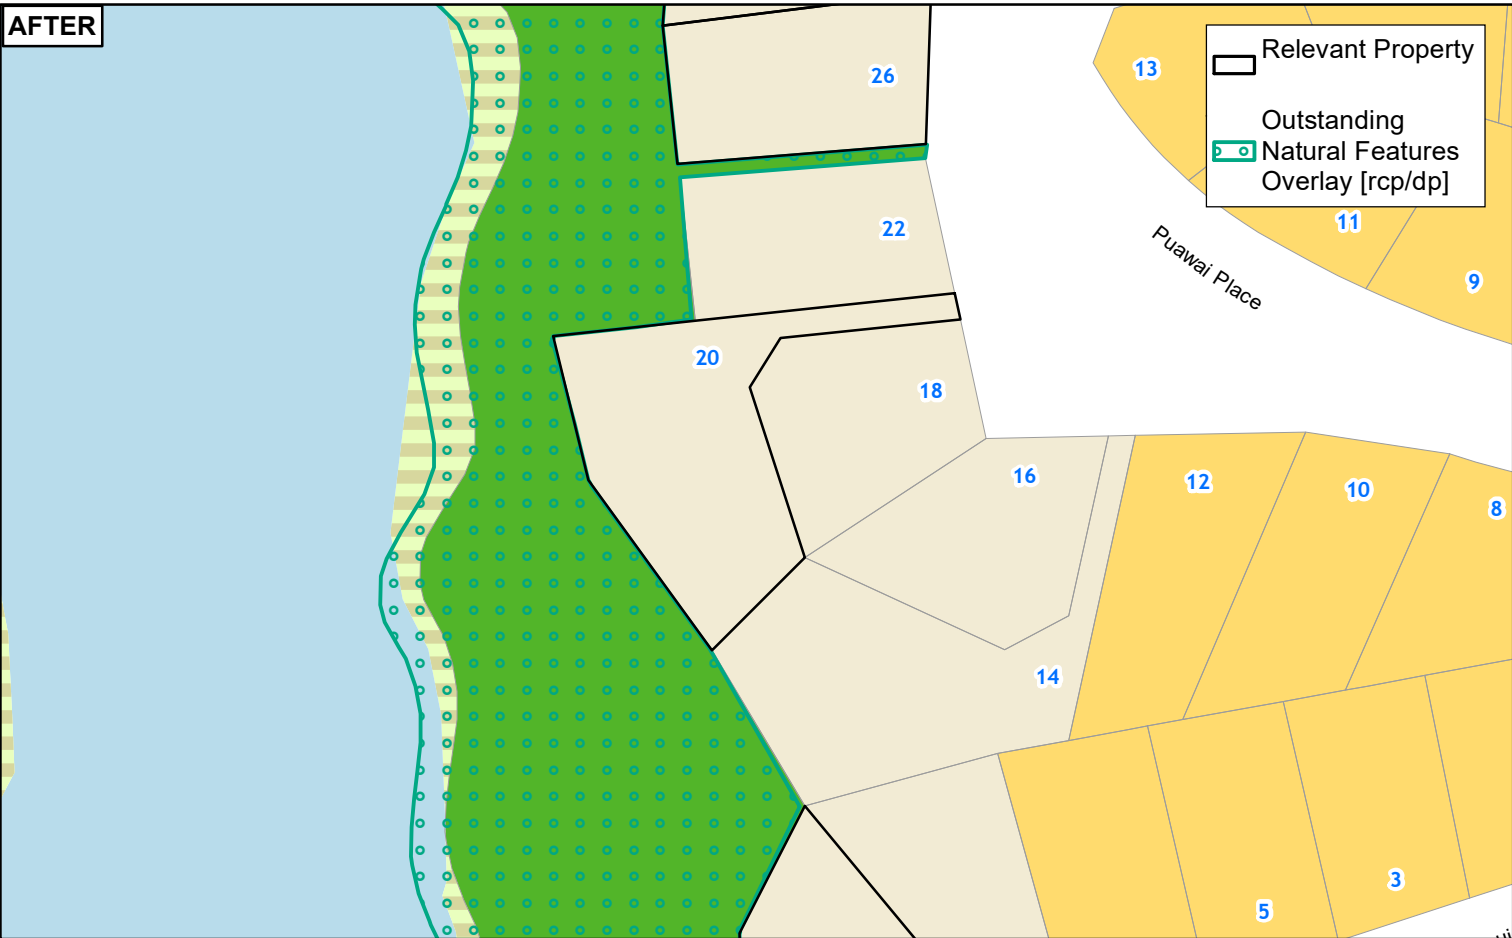 AFTER
Relevant Property
Outstanding
Natural Features
Overlay [rcp/dp]
26
13
22
11
9
Puawai Place
20
18
16
12
10
8
14
3
5